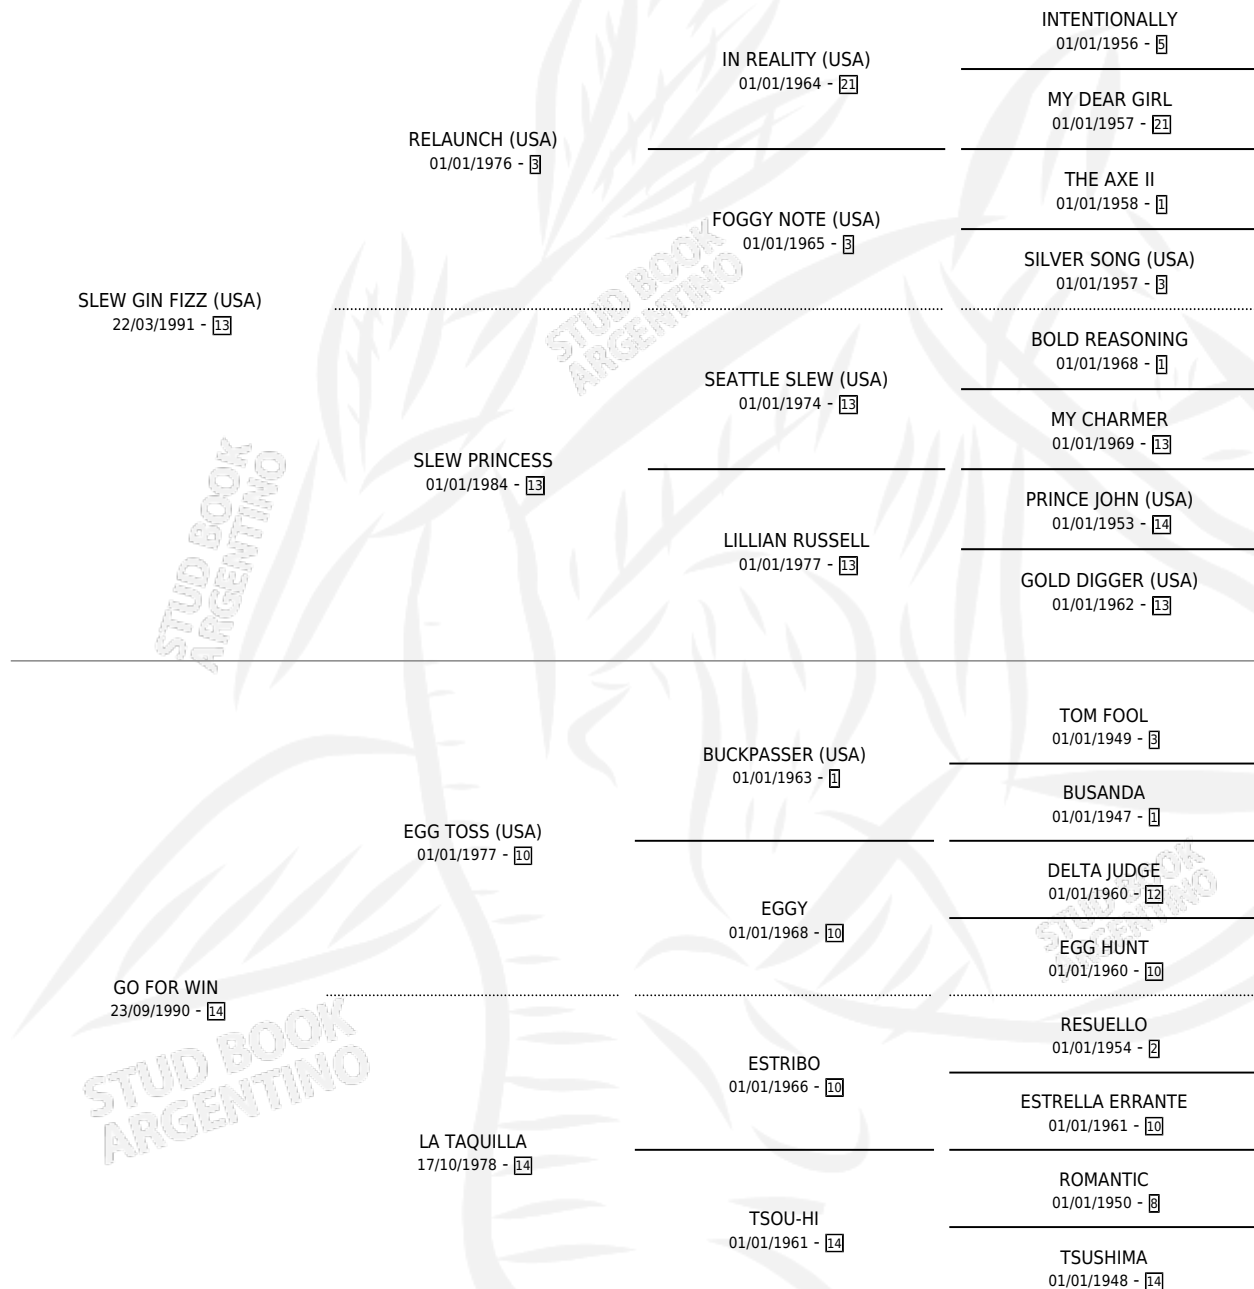 INTENTIONALLY
01/01/1956 - 5
IN REALITY (USA)
01/01/1964 - 21
MY DEAR GIRL
01/01/1957 - 21
RELAUNCH (USA)
01/01/1976 - 3
THE AXE II
01/01/1958 - 1
FOGGY NOTE (USA)
01/01/1965 - 3
SILVER SONG (USA)
01/01/1957 - 3
SLEW GIN FIZZ (USA)
22/03/1991 - 13
BOLD REASONING
01/01/1968 - 1
SEATTLE SLEW (USA)
01/01/1974 - 13
MY CHARMER
01/01/1969 - 13
SLEW PRINCESS
01/01/1984 - 13
PRINCE JOHN (USA)
01/01/1953 - 14
LILLIAN RUSSELL
01/01/1977 - 13
GOLD DIGGER (USA)
01/01/1962 - 13
TOM FOOL
01/01/1949 - 3
BUCKPASSER (USA)
01/01/1963 - 1
BUSANDA
01/01/1947 - 1
EGG TOSS (USA)
01/01/1977 - 10
DELTA JUDGE
01/01/1960 - 12
EGGY
01/01/1968 - 10
EGG HUNT
01/01/1960 - 10
GO FOR WIN
23/09/1990 - 14
RESUELLO
01/01/1954 - 2
ESTRIBO
01/01/1966 - 10
ESTRELLA ERRANTE
01/01/1961 - 10
LA TAQUILLA
17/10/1978 - 14
ROMANTIC
01/01/1950 - 8
TSOU-HI
01/01/1961 - 14
TSUSHIMA
01/01/1948 - 14
STUD BOOK
ARGENTINO
STUD BOOK
ARGENTINO
STUD BOOK
ARGENTINO
STUD BOOK
ARGENTINO